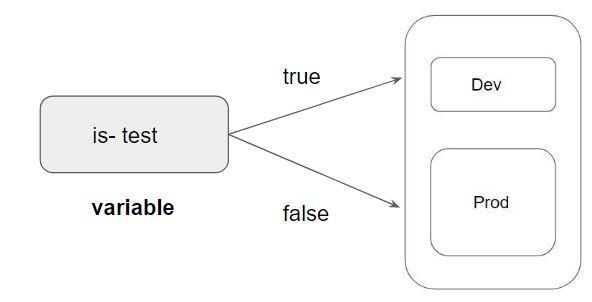 true
Dev
is- test
variable
false
Prod